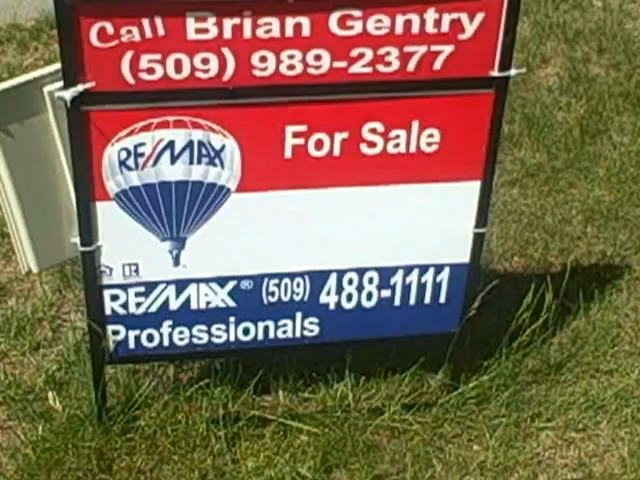 Call Brian Gentry
(509) 989-2377
For Sale
RE/MAX
RE/MAX® (509) 488-1111
Professionals